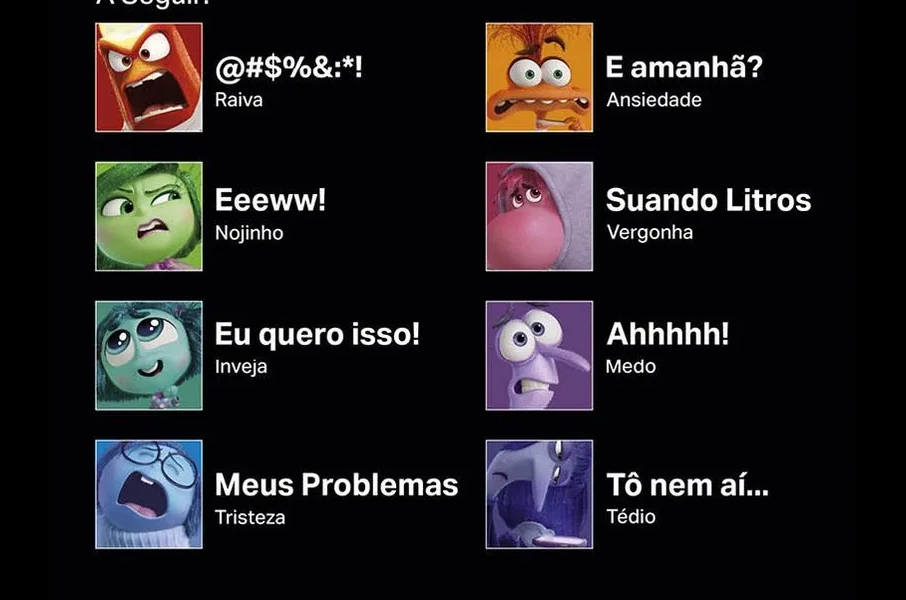 A Seguir:
@#$%&:*!
Raiva
E amanhã?
Ansiedade
Eeeww!
Nojinho
Suando Litros
Vergonha
Eu quero isso!
Inveja
Ahhhhh!
Medo
Meus Problemas
Tristeza
Tô nem aí...
Tédio